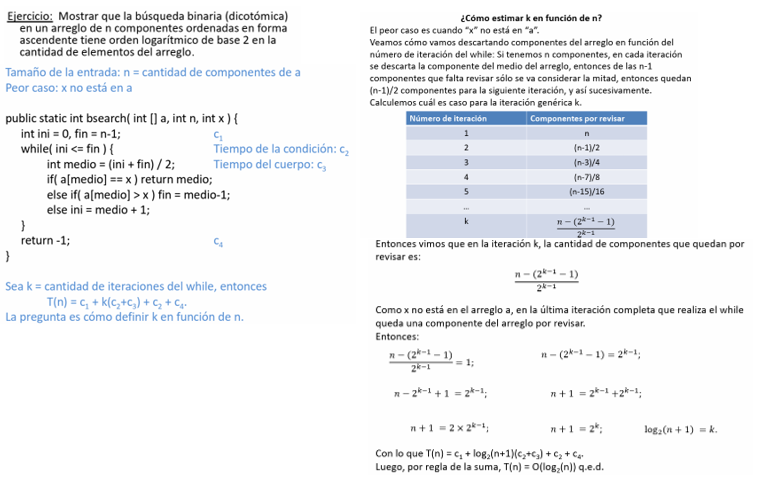 Ejercicio: Mostrar que la búsqueda binaria (dicotómica)
en un arreglo de n componentes ordenadas en forma
ascendente tiene orden logarítmico de base 2 en la
cantidad de elementos del arreglo.
Tamaño de la entrada: n = cantidad de componentes de a
Peor caso: x no está en a
public static int bsearch( int [] a, int n, int x ) {
int ini = 0, fin = n-1; c₁
while( ini <= fin ) { Tiempo de la condición: c₂
int medio = (ini + fin) / 2; Tiempo del cuerpo: c₃
if( a[medio] == x ) return medio;
else if( a[medio] > x ) fin = medio-1;
else ini = medio + 1;
}
return -1; c₄
}
Sea k = cantidad de iteraciones del while, entonces
T(n) = c₁ + k(c₂+c₃) + c₂ + c₄.
La pregunta es cómo definir k en función de n.
¿Cómo estimar k en función de n?
El peor caso es cuando “x” no está en “a”.
Veamos cómo vamos descartando componentes del arreglo en función del
número de iteración del while: Si tenemos n componentes, en cada iteración
se descarta la componente del medio del arreglo, entonces de las n-1
componentes que falta revisar sólo se va considerar la mitad, entonces quedan
(n-1)/2 componentes para la siguiente iteración, y así sucesivamente.
Calculemos cuál es caso para la iteración genérica k.
Número de Iteración Componentes por revisar
1 n
2 (n-1)/2
3 (n-3)/4
4 (n-7)/8
5 (n-15)/16
... ...
k (n − (2ᵏ⁻¹ − 1)) / 2ᵏ⁻¹
Entonces vimos que en la iteración k, la cantidad de componentes que quedan por
revisar es:
(n − (2ᵏ⁻¹ − 1)) / 2ᵏ⁻¹
Como x no está en el arreglo a, en la última iteración completa que realiza el while
queda una componente del arreglo por revisar.
Entonces:
(n − (2ᵏ⁻¹ − 1)) / 2ᵏ⁻¹ = 1; n − (2ᵏ⁻¹ − 1) = 2ᵏ⁻¹;
n − 2ᵏ⁻¹ + 1 = 2ᵏ⁻¹; n + 1 = 2ᵏ⁻¹ +2ᵏ⁻¹;
n + 1 = 2 × 2ᵏ⁻¹; n + 1 = 2ᵏ; log₂(n + 1) = k.
Con lo que T(n) = c₁ + log₂(n+1)(c₂+c₃) + c₂ + c₄.
Luego, por regla de la suma, T(n) = O(log₂(n)) q.e.d.